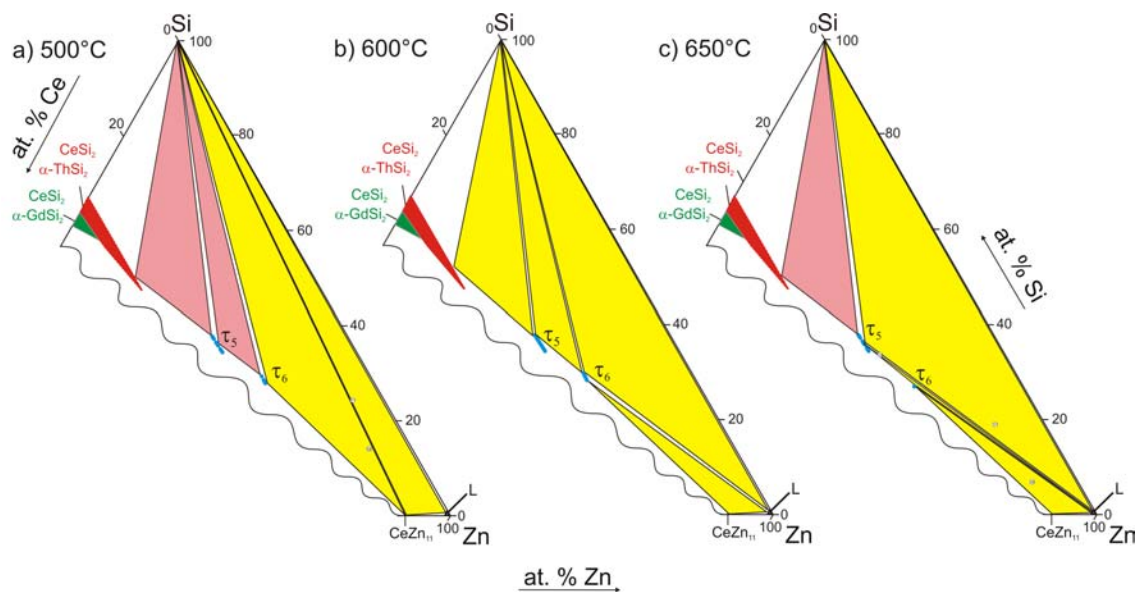 a) 500°C
0 Si
100
at. % Ce
20
80
CeSi2
α-ThSi2
CeSi2
α-GdSi2
60
40
τ5
τ6
20
L
0
CeZn11
100
Zn
b) 600°C
0 Si
100
20
80
CeSi2
α-ThSi2
CeSi2
α-GdSi2
60
40
τ5
τ6
20
L
0
CeZn11
100
Zn
c) 650°C
0 Si
100
20
80
CeSi2
α-ThSi2
CeSi2
α-GdSi2
60
at. % Si
40
τ5
τ6
20
L
0
CeZn11
100
Zn
at. % Zn